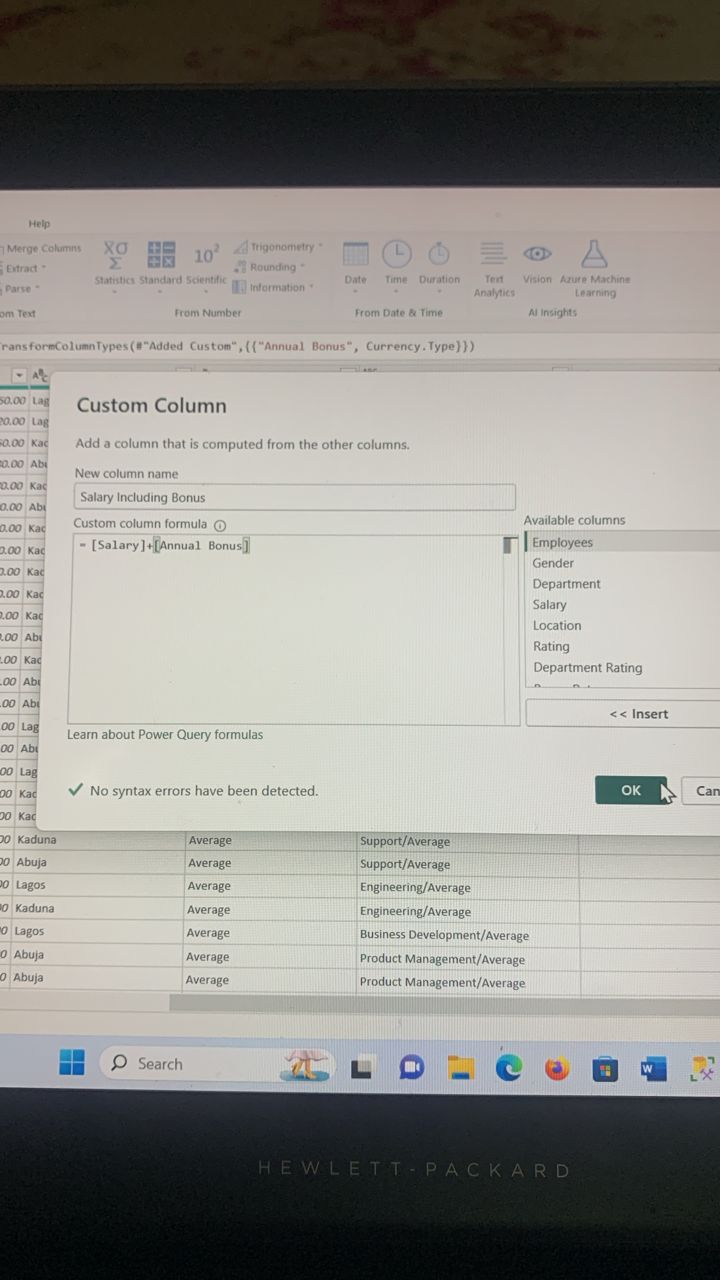 Help
Merge Columns
Extract
Parse
om Text
XO
Σ
Statistics Standard Scientific
10²
Trigonometry
Rounding
Information
From Number
Date Time Duration
From Date & Time
Text
Analytics
Vision
Azure Machine
Learning
AI Insights
ransformColumnTypes(#"Added Custom",{{"Annual Bonus", Currency.Type}})
50.00 Lag
00 Lag
0.00 Kad
0.00 Abu
0.00 Kad
0.00 Abu
0.00 Kad
0.00 Kad
0.00 Kad
0.00 Kad
.00 Kad
.00 Abu
.00 Kad
.00 Abu
.00 Abu
00 Lag
00 Abu
00 Lag
00 Kad
00 Kad
Custom Column
Add a column that is computed from the other columns.
New column name
Salary Including Bonus
Custom column formula
= [Salary]+[Annual Bonus]
Available columns
Employees
Gender
Department
Salary
Location
Rating
Department Rating
<< Insert
Learn about Power Query formulas
No syntax errors have been detected.
OK
Can
00 Kaduna Average Support/Average
00 Abuja Average Support/Average
00 Lagos Average Engineering/Average
00 Kaduna Average Engineering/Average
0 Lagos Average Business Development/Average
0 Abuja Average Product Management/Average
0 Abuja Average Product Management/Average
Search
W
HEWLETT-PACKARD